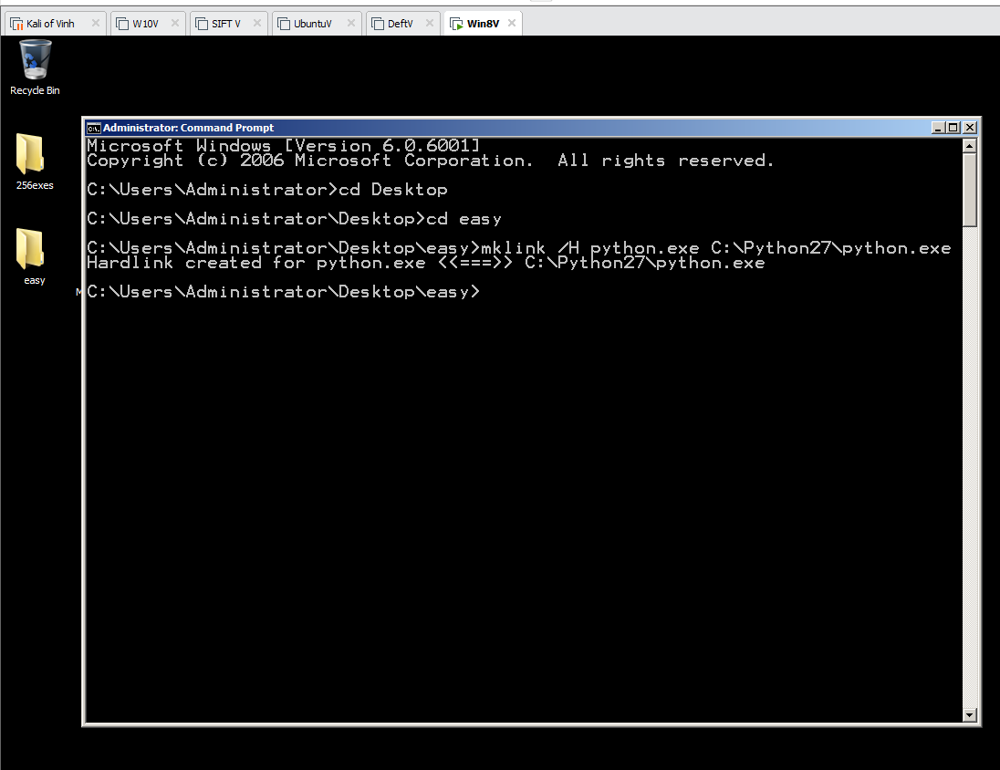 Kali of Vinh
W10V
SIFT V
UbuntuV
DeftV
Win8V
Recycle Bin
256exes
easy
M
Administrator: Command Prompt
Microsoft Windows [Version 6.0.6001]
Copyright (c) 2006 Microsoft Corporation.  All rights reserved.
C:\Users\Administrator>cd Desktop
C:\Users\Administrator\Desktop>cd easy
C:\Users\Administrator\Desktop\easy>mklink /H python.exe C:\Python27\python.exe
Hardlink created for python.exe <<===>> C:\Python27\python.exe
C:\Users\Administrator\Desktop\easy>